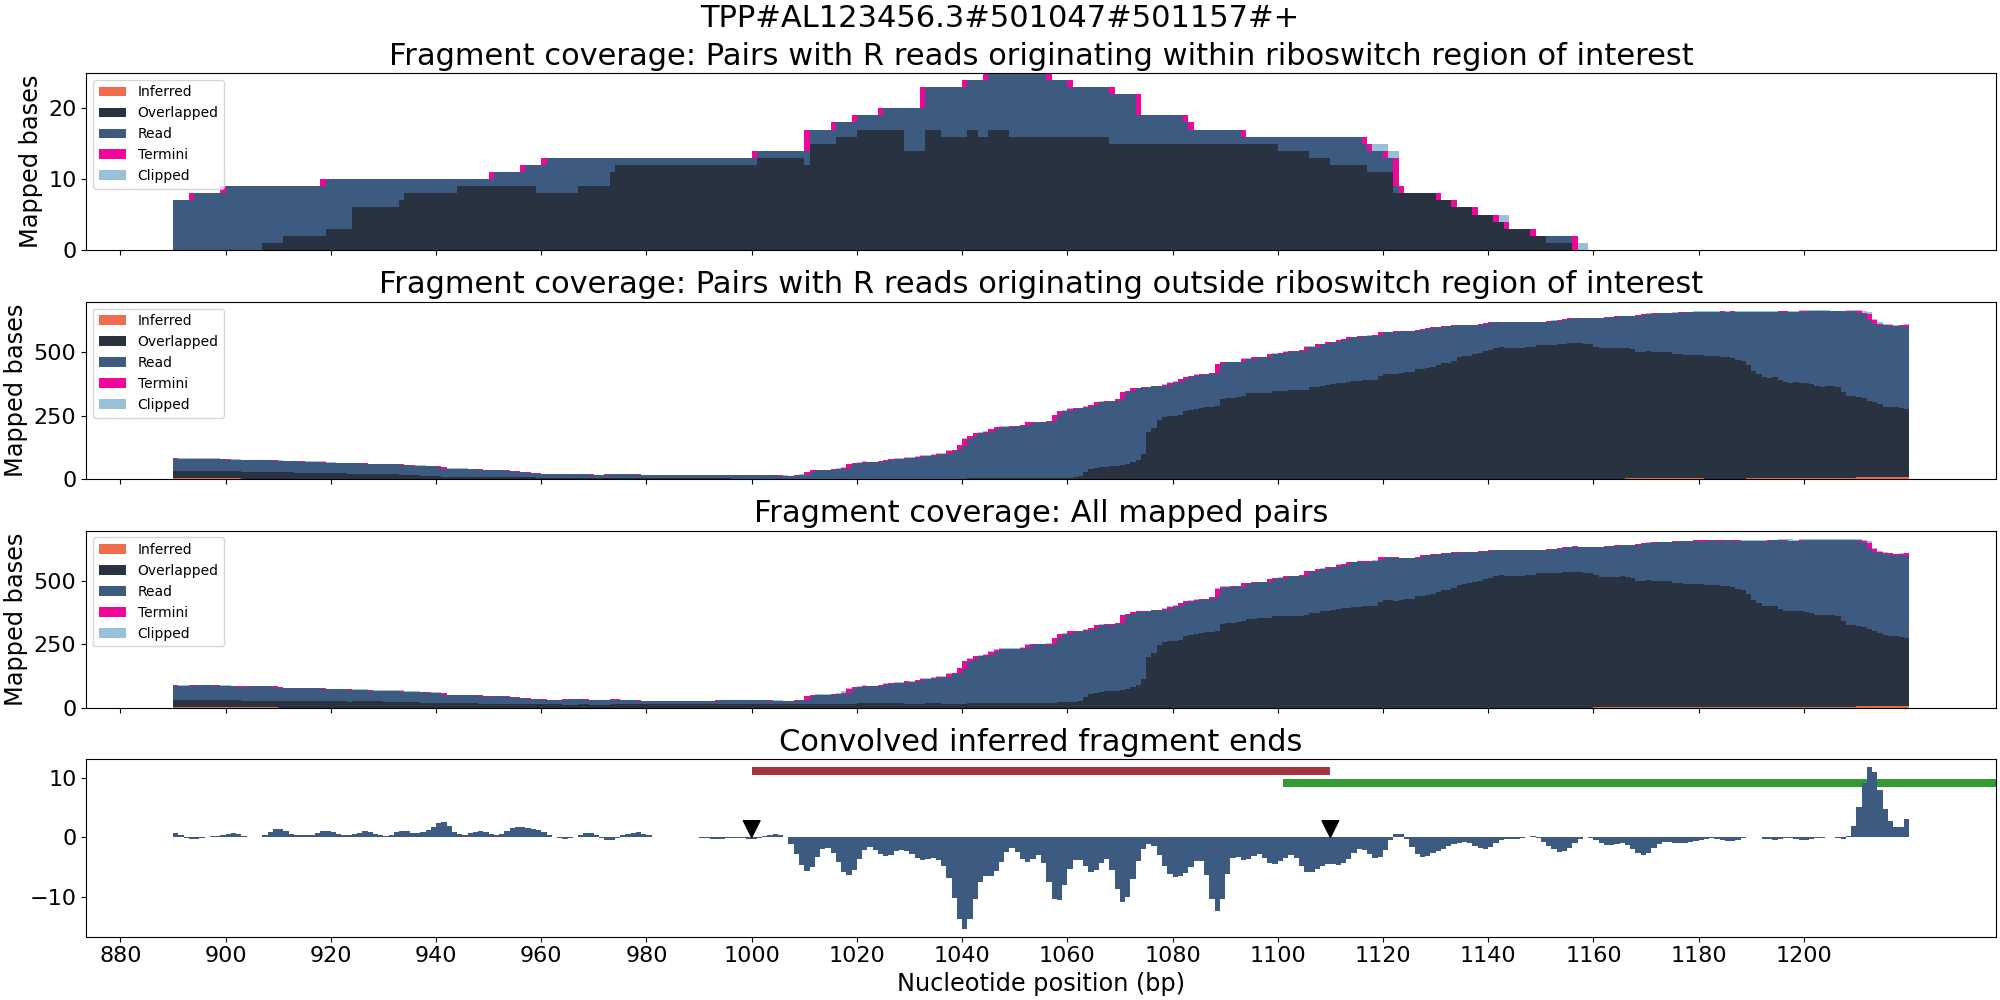 TPP#AL123456.3#501047#501157#+
Fragment coverage: Pairs with R reads originating within riboswitch region of interest
Mapped bases
20
10
0
Inferred
Overlapped
Read
Termini
Clipped
Fragment coverage: Pairs with R reads originating outside riboswitch region of interest
Mapped bases
500
250
0
Inferred
Overlapped
Read
Termini
Clipped
Fragment coverage: All mapped pairs
Mapped bases
500
250
0
Inferred
Overlapped
Read
Termini
Clipped
Convolved inferred fragment ends
10
0
−10
880 900 920 940 960 980 1000 1020 1040 1060 1080 1100 1120 1140 1160 1180 1200
Nucleotide position (bp)